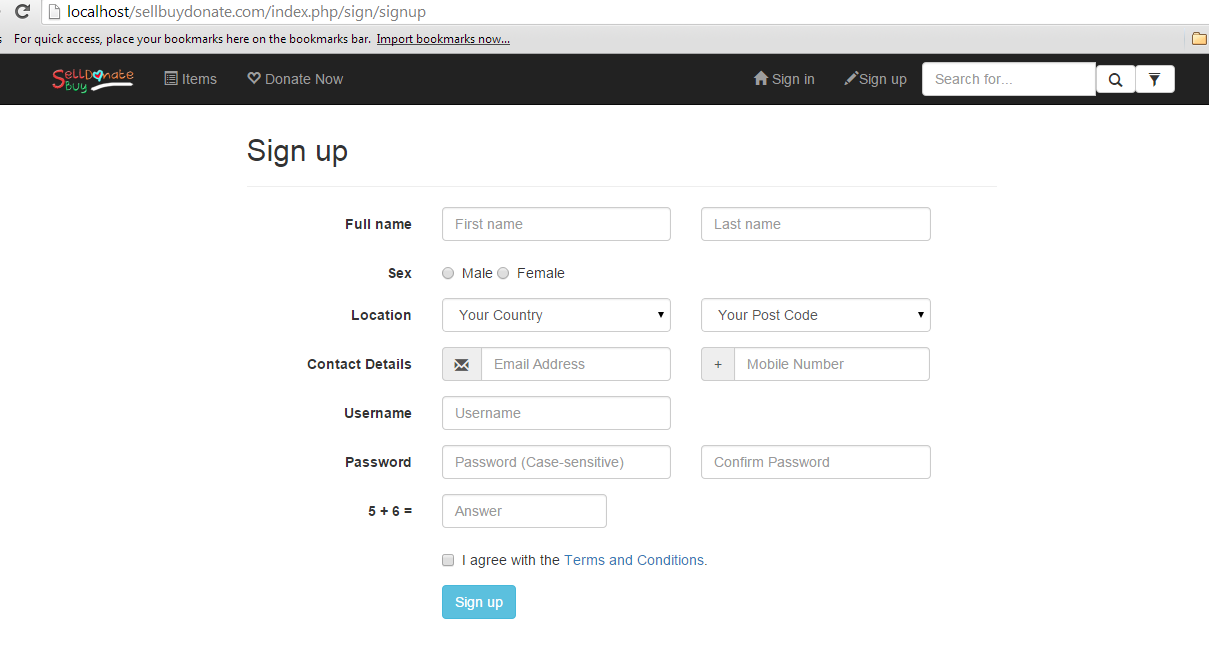 localhost/sellbuydonate.com/index.php/sign/signup
s For quick access, place your bookmarks here on the bookmarks bar. Import bookmarks now...
SellDonate Buy Items Donate Now Sign in Sign up Search for...
Sign up
Full name First name Last name
Sex Male Female
Location Your Country Your Post Code
Contact Details Email Address + Mobile Number
Username Username
Password Password (Case-sensitive) Confirm Password
5 + 6 = Answer
I agree with the Terms and Conditions.
Sign up